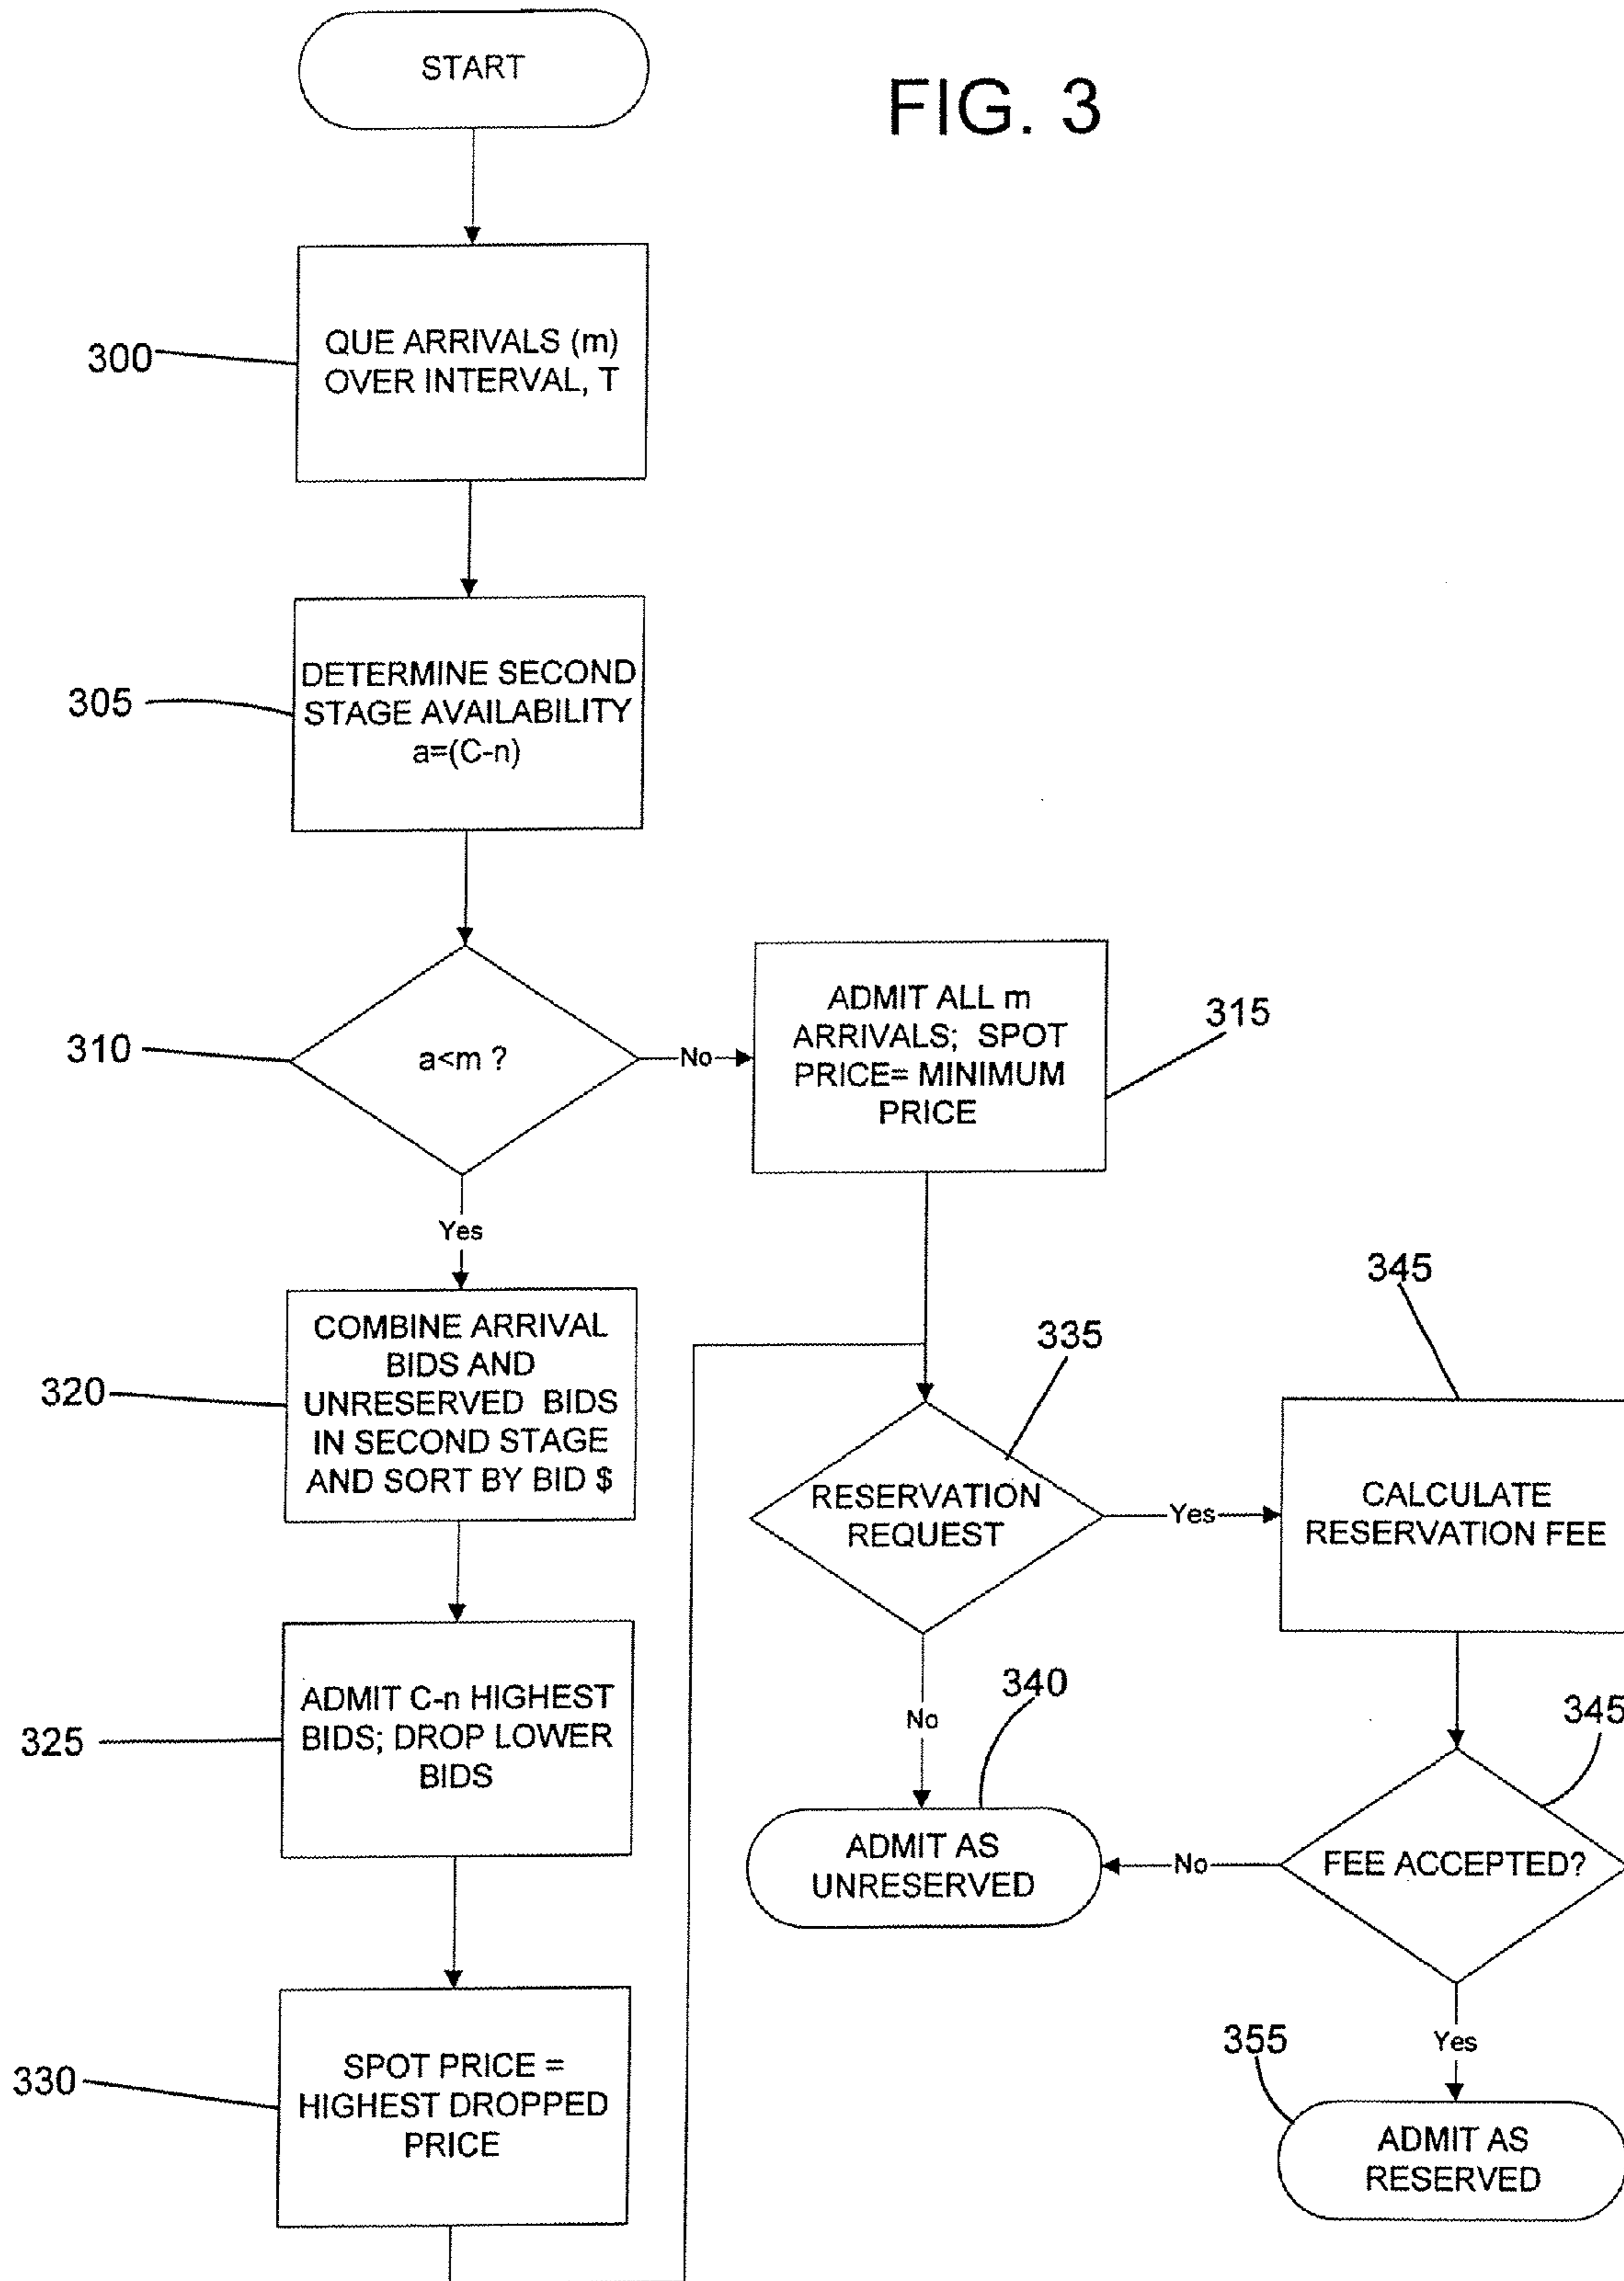 START
FIG. 3
300
QUE ARRIVALS (m)
OVER INTERVAL, T
305
DETERMINE SECOND
STAGE AVAILABILITY
a=(C-n)
310
a<m ?
No
ADMIT ALL m
ARRIVALS; SPOT
PRICE= MINIMUM
PRICE
315
Yes
320
COMBINE ARRIVAL
BIDS AND
UNRESERVED BIDS
IN SECOND STAGE
AND SORT BY BID $
335
RESERVATION
REQUEST
Yes
345
CALCULATE
RESERVATION FEE
325
ADMIT C-n HIGHEST
BIDS; DROP LOWER
BIDS
No
340
ADMIT AS
UNRESERVED
No
345
FEE ACCEPTED?
330
SPOT PRICE =
HIGHEST DROPPED
PRICE
Yes
355
ADMIT AS
RESERVED